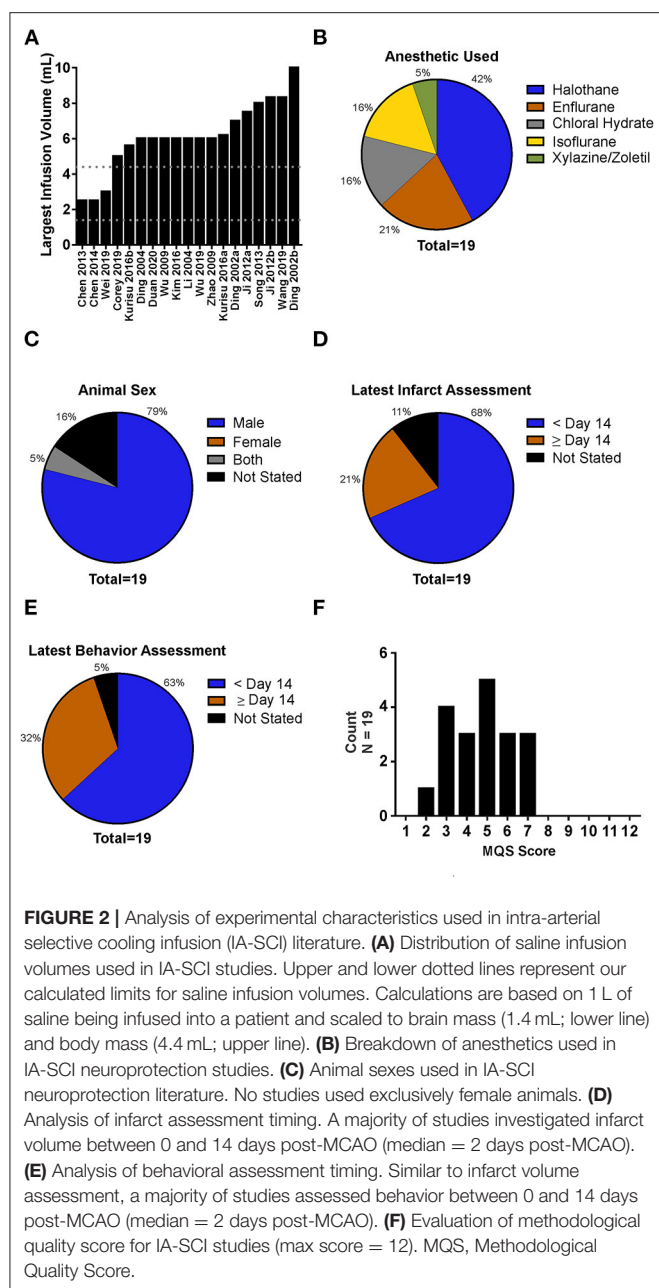 A
Largest Infusion Volume (mL)
10
8
6
4
2
0
Chen 2013
Chen 2014
Wei 2019
Corey 2019
Kurisu 2016b
Ding 2004
Duan 2020
Wu 2009
Kim 2016
Li 2004
Wu 2019
Zhao 2009
Kurisu 2016a
Ding 2002a
Ji 2012a
Song 2013
Ji 2012b
Wang 2019
Ding 2002b
B
Anesthetic Used
5%
42%
16%
16%
21%
Halothane
Enflurane
Chloral Hydrate
Isoflurane
Xylazine/Zoletil
Total=19
C
Animal Sex
16%
79%
5%
Male
Female
Both
Not Stated
Total=19
D
Latest Infarct Assessment
11%
68%
21%
< Day 14
≥ Day 14
Not Stated
Total=19
E
Latest Behavior Assessment
5%
63%
32%
< Day 14
≥ Day 14
Not Stated
Total=19
F
Count
N = 19
6
4
2
0
1 2 3 4 5 6 7 8 9 10 11 12
MQS Score
FIGURE 2 | Analysis of experimental characteristics used in intra-arterial
selective cooling infusion (IA-SCI) literature. (A) Distribution of saline infusion
volumes used in IA-SCI studies. Upper and lower dotted lines represent our
calculated limits for saline infusion volumes. Calculations are based on 1 L of
saline being infused into a patient and scaled to brain mass (1.4 mL; lower line)
and body mass (4.4 mL; upper line). (B) Breakdown of anesthetics used in
IA-SCI neuroprotection studies. (C) Animal sexes used in IA-SCI
neuroprotection literature. No studies used exclusively female animals. (D)
Analysis of infarct assessment timing. A majority of studies investigated infarct
volume between 0 and 14 days post-MCAO (median = 2 days post-MCAO).
(E) Analysis of behavioral assessment timing. Similar to infarct volume
assessment, a majority of studies assessed behavior between 0 and 14 days
post-MCAO (median = 2 days post-MCAO). (F) Evaluation of methodological
quality score for IA-SCI studies (max score = 12). MQS, Methodological
Quality Score.